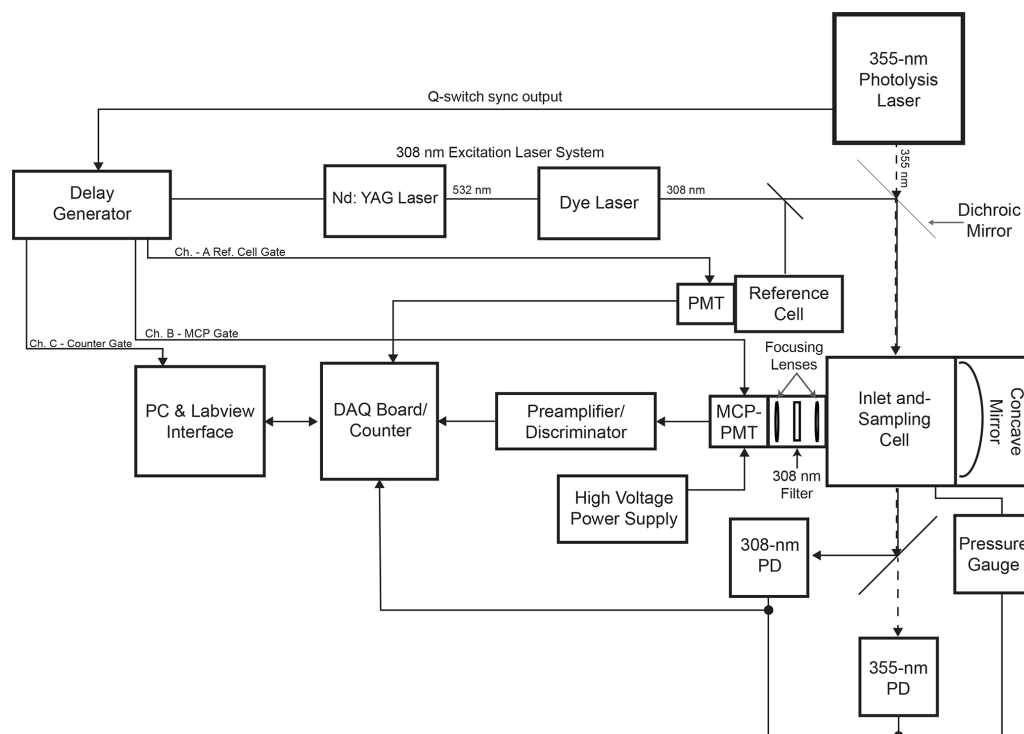 355-nm
Photolysis
Laser
Q-switch sync output
308 nm Excitation Laser System
355 nm
Delay
Generator
Nd: YAG Laser
532 nm
Dye Laser
308 nm
Dichroic
Mirror
Ch. - A Ref. Cell Gate
PMT
Reference
Cell
Ch. B - MCP Gate
Ch. C - Counter Gate
Focusing
Lenses
PC & Labview
Interface
DAQ Board/
Counter
Preamplifier/
Discriminator
MCP-
PMT
Inlet and-
Sampling
Cell
Concave
Mirror
308 nm
Filter
High Voltage
Power Supply
308-nm
PD
Pressure
Gauge
355-nm
PD